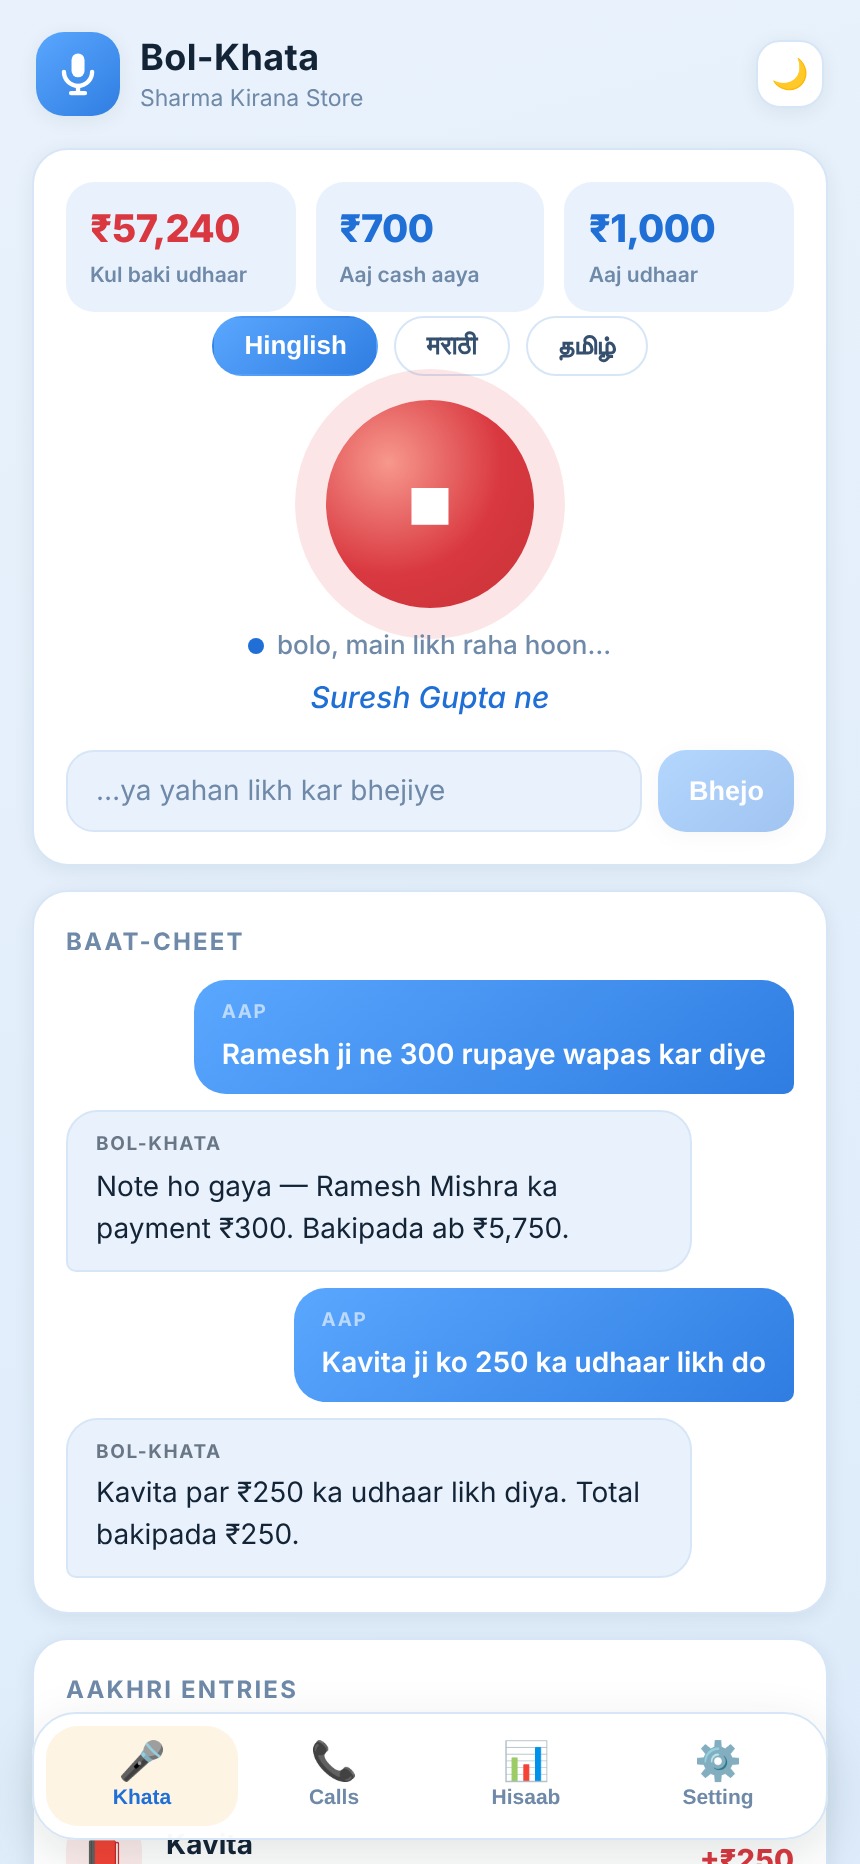 Bol-Khata
Sharma Kirana Store
₹57,240
Kul baki udhaar
₹700
Aaj cash aaya
₹1,000
Aaj udhaar
Hinglish
मराठी
தமிழ்
bolo, main likh raha hoon...
Suresh Gupta ne
...ya yahan likh kar bhejiye
Bhejo
BAAT-CHEET
AAP
Ramesh ji ne 300 rupaye wapas kar diye
BOL-KHATA
Note ho gaya — Ramesh Mishra ka
payment ₹300. Bakipada ab ₹5,750.
AAP
Kavita ji ko 250 ka udhaar likh do
BOL-KHATA
Kavita par ₹250 ka udhaar likh diya. Total
bakipada ₹250.
AAKHRI ENTRIES
Khata
Calls
Hisaab
Setting
Kavita
+₹250